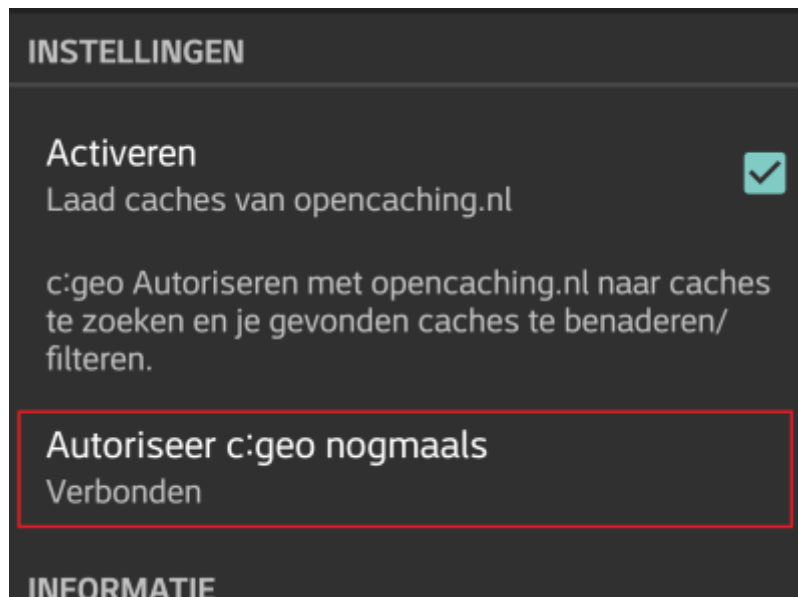 INSTELLINGEN
Activeren
Laad caches van opencaching.nl
c:geo Autoriseren met opencaching.nl naar caches
te zoeken en je gevonden caches te benaderen/
filteren.
Autoriseer c:geo nogmaals
Verbonden
INFORMATIE